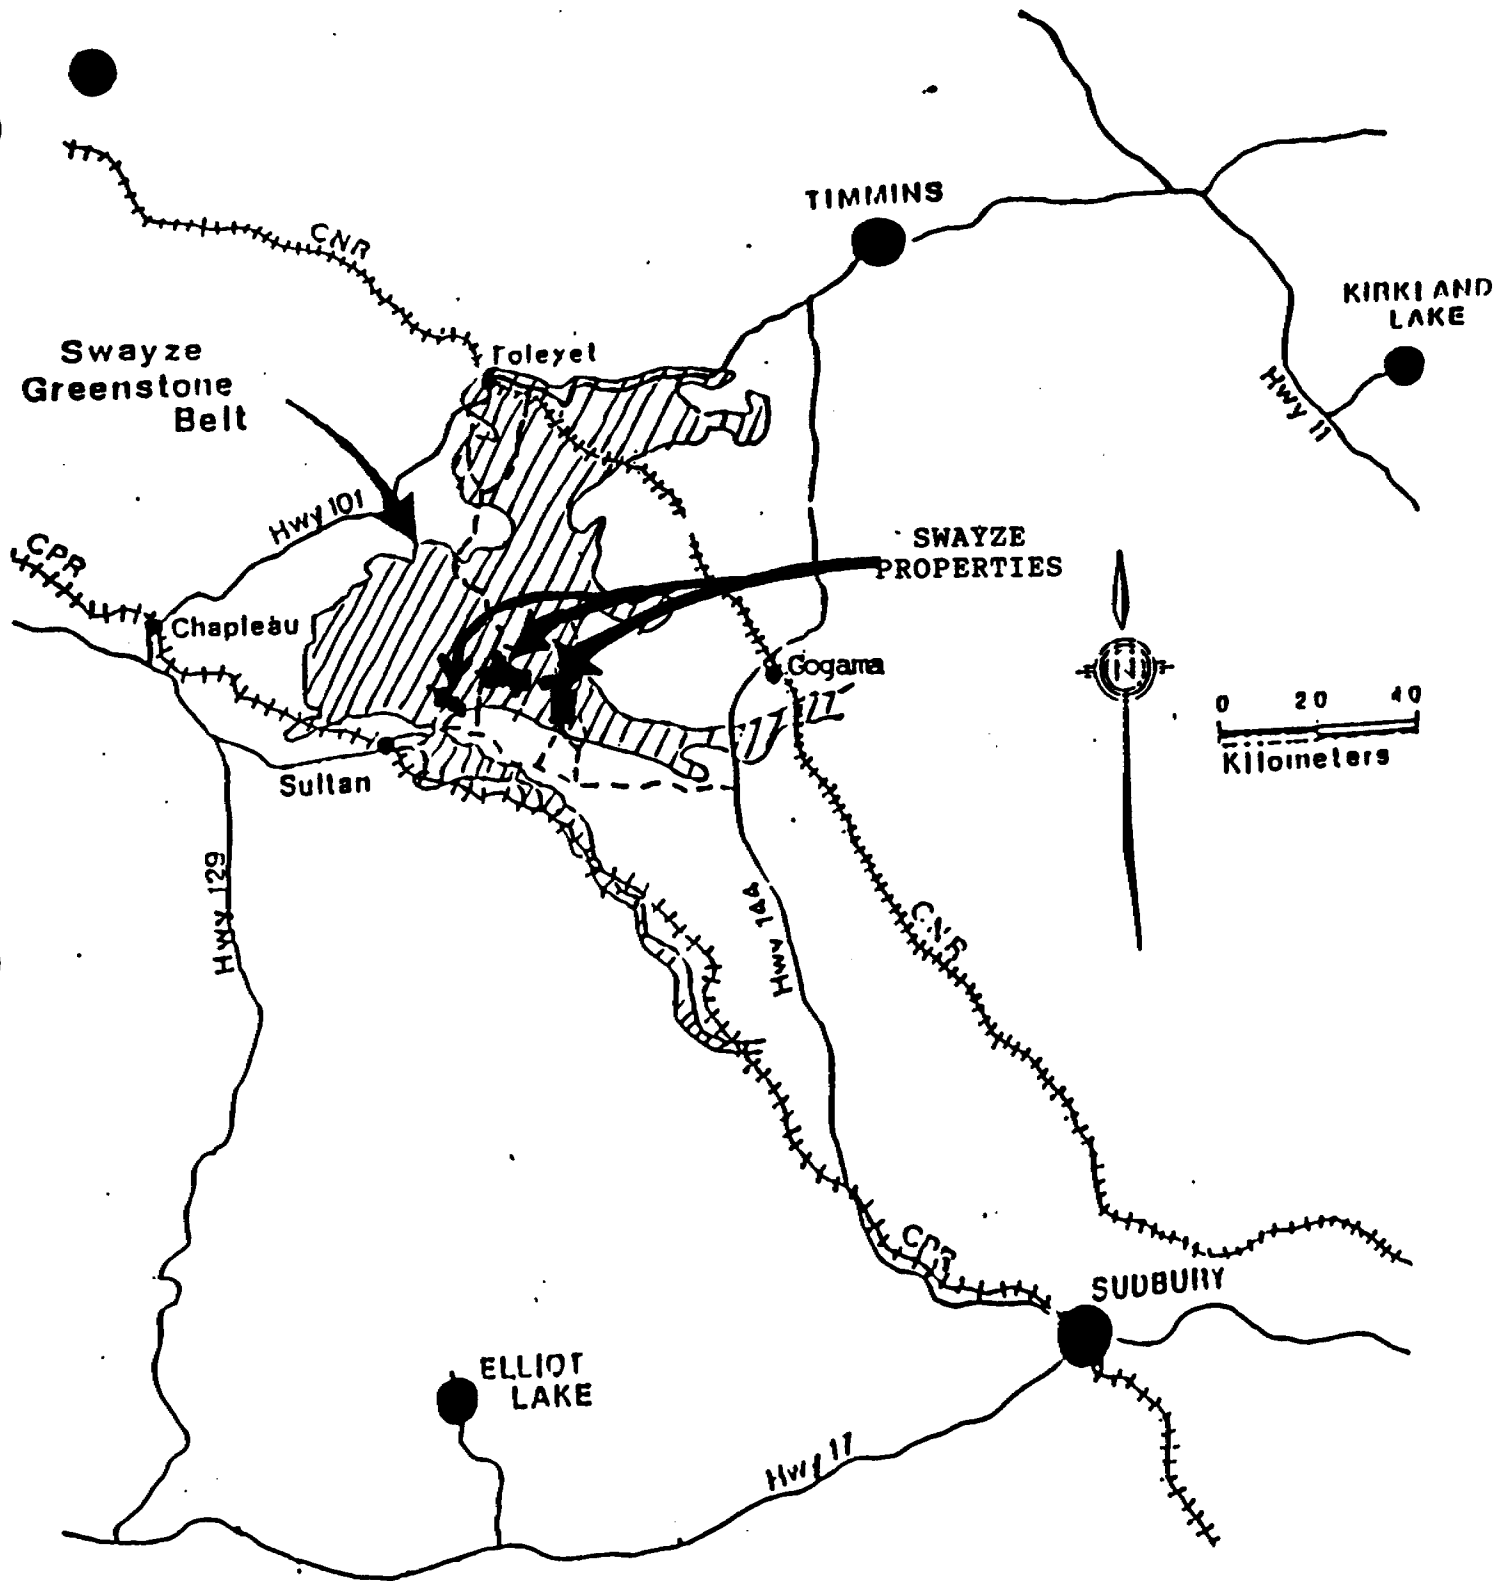 TIMMINS
CNR
KIRKLAND
LAKE
Foleyet
Swayze
Greenstone
Belt
Hwy 11
Hwy 101
SWAYZE
PROPERTIES
CPR
Chapleau
Gogama
0 20 40
Kilometers
Sultan
Hwy 129
Hwy 144
CNR
CPR
SUDBURY
ELLIOT
LAKE
Hwy 17